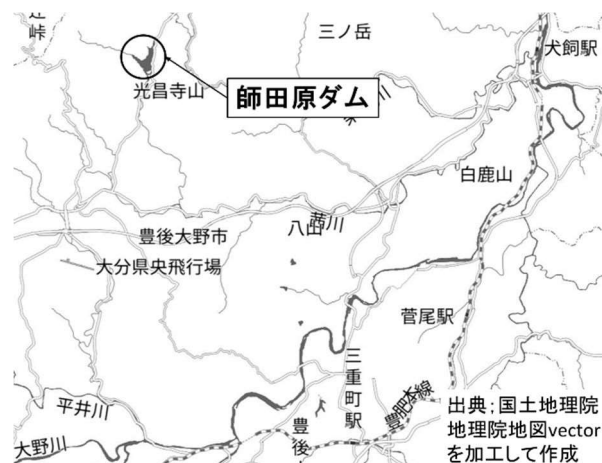 峠
三ノ岳
犬飼駅
光昌寺山
師田原ダム
川
白鹿山
豊後大野市
八山
茜川
大分県央飛行場
菅尾駅
三重町駅
豊肥本線
平井川
大野川
豊後
出典;国土地理院
地理院地図vector
を加工して作成